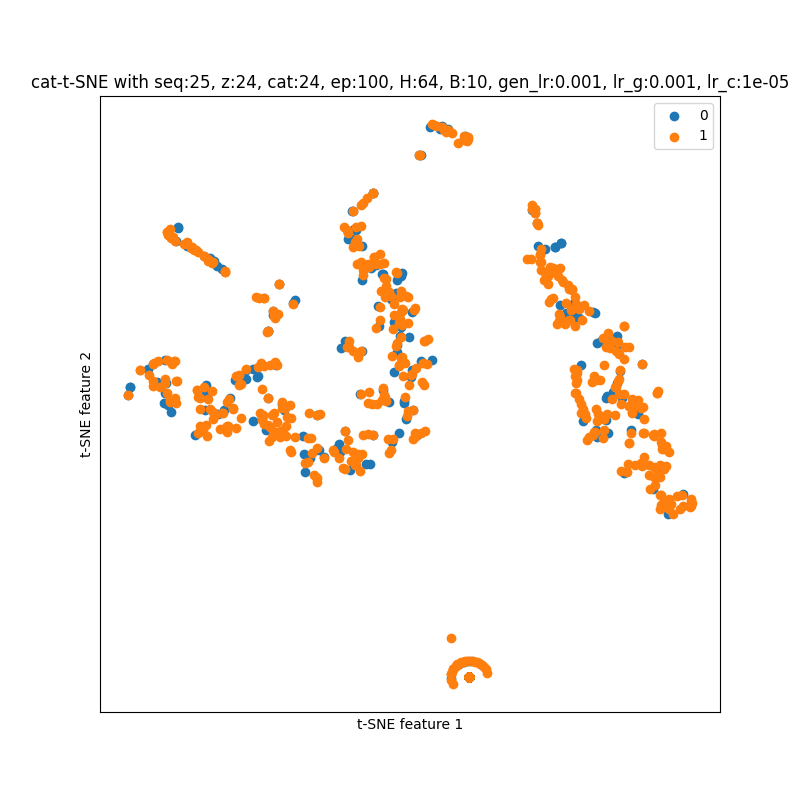 cat-t-SNE with seq:25, z:24, cat:24, ep:100, H:64, B:10, gen_lr:0.001, lr_g:0.001, lr_c:1e-05
0
1
t-SNE feature 2
t-SNE feature 1